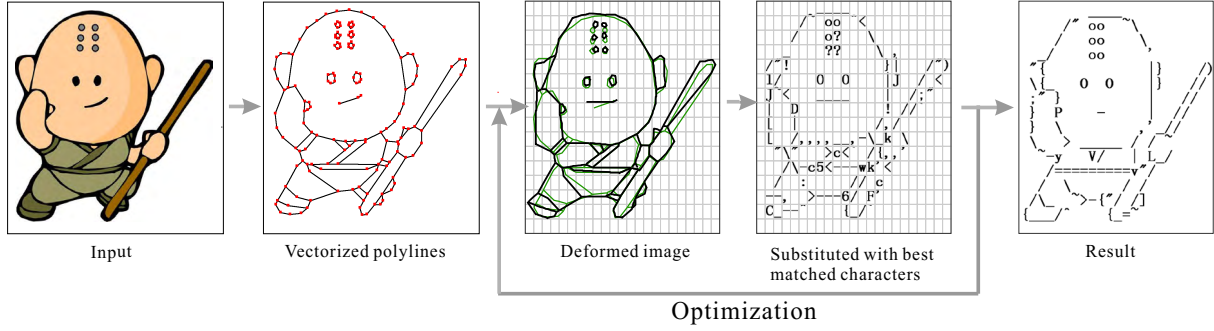 Input
Vectorized polylines
Deformed image
Substituted with best
matched characters
Result
Optimization